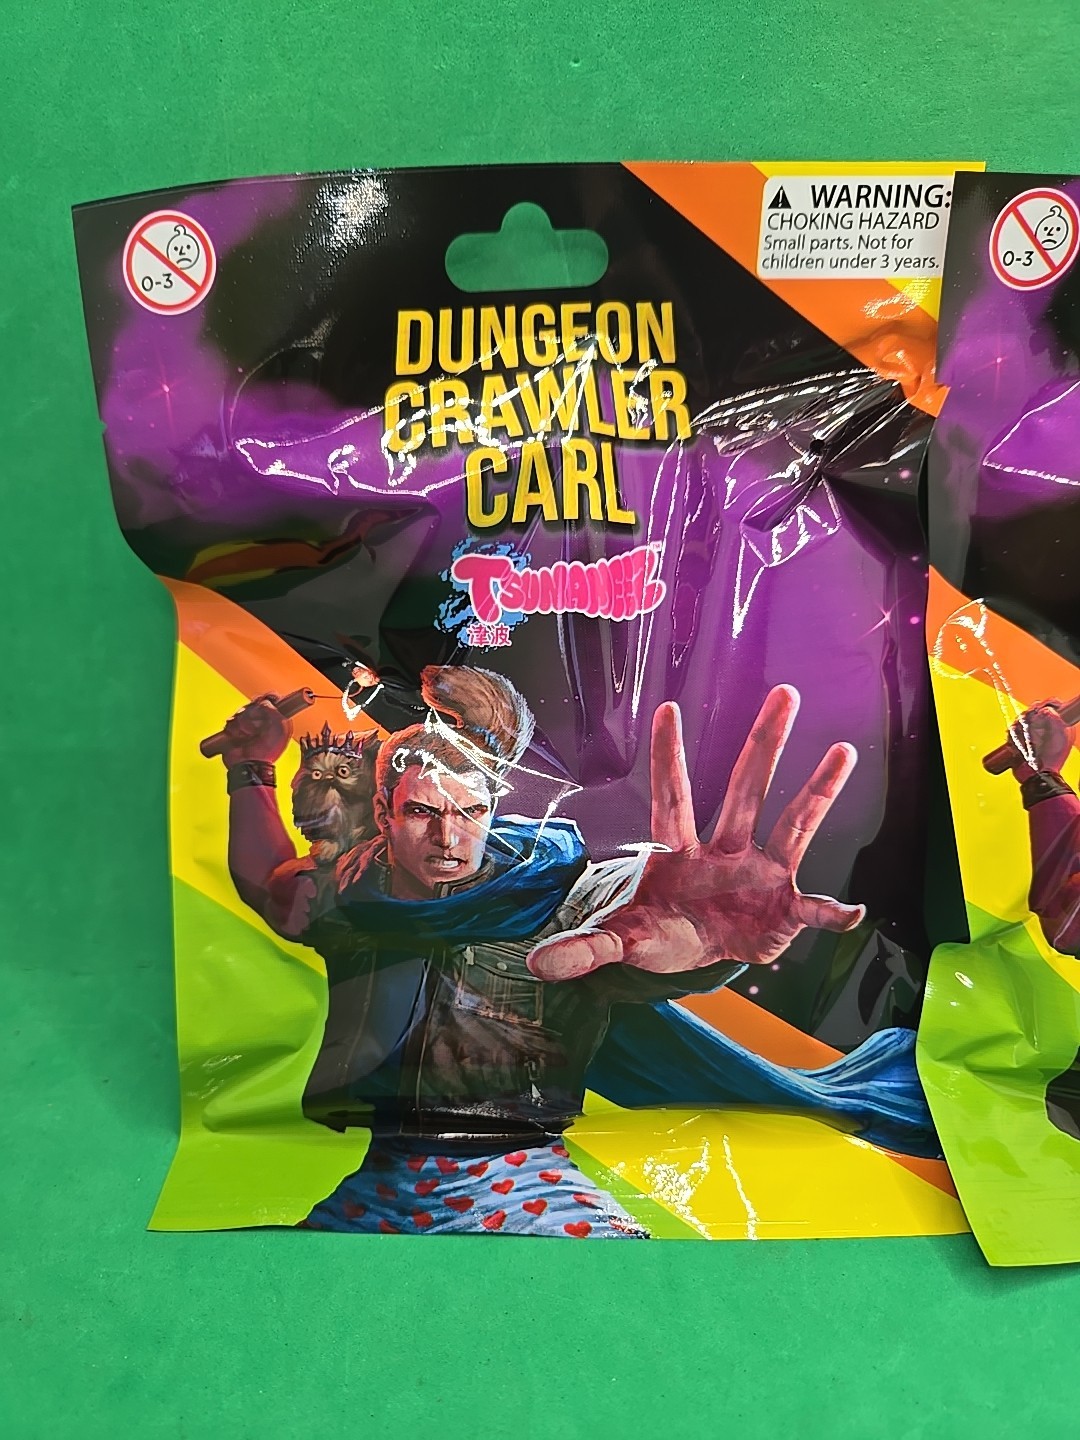 0-3
WARNING:
CHOKING HAZARD
Small parts. Not for
children under 3 years.
DUNGEON
CRAWLER
CARL
TSUNAMEEZ™
津波
0-3